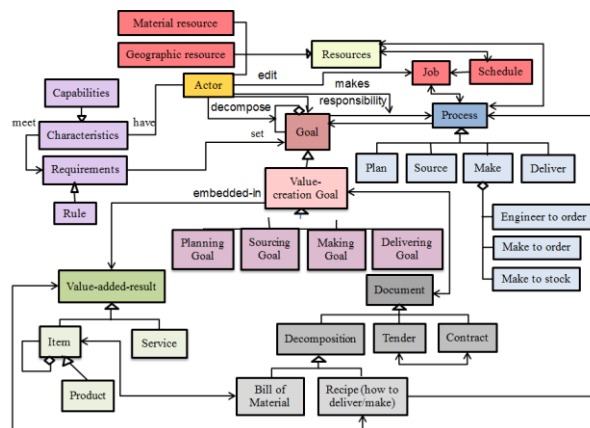 Material resource
Geographic resource
Resources
Capabilities
Actor
edit
Job
Schedule
makes
decompose
responsibility
meet
Characteristics
have
Goal
Process
set
Requirements
Plan
Source
Make
Deliver
Rule
embedded-in
Value-
creation Goal
Engineer to order
Planning
Goal
Sourcing
Goal
Making
Goal
Delivering
Goal
Make to order
Make to stock
Value-added-result
Document
Item
Service
Decomposition
Tender
Contract
Product
Bill of
Material
Recipe (how to
deliver/make)